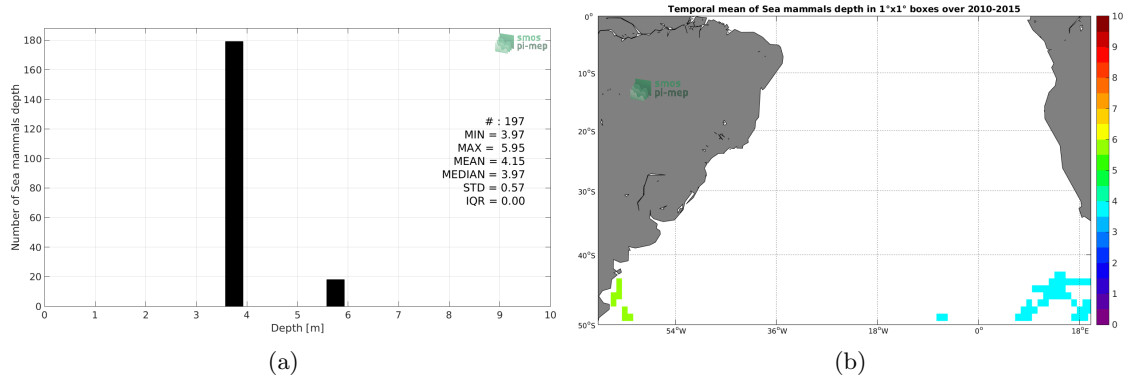 Temporal mean of Sea mammals depth in 1°x1° boxes over 2010-2015
180
160
140
120
100
80
60
40
20
0
Number of Sea mammals depth
smos
pi-mep
# : 197
MIN = 3.97
MAX = 5.95
MEAN = 4.15
MEDIAN = 3.97
STD = 0.57
IQR = 0.00
0 1 2 3 4 5 6 7 8 9 10
Depth [m]
(a)
0°
10°S
20°S
30°S
40°S
50°S
smos
pi-mep
54°W 36°W 18°W 0° 18°E
10
9
8
7
6
5
4
3
2
1
0
(b)